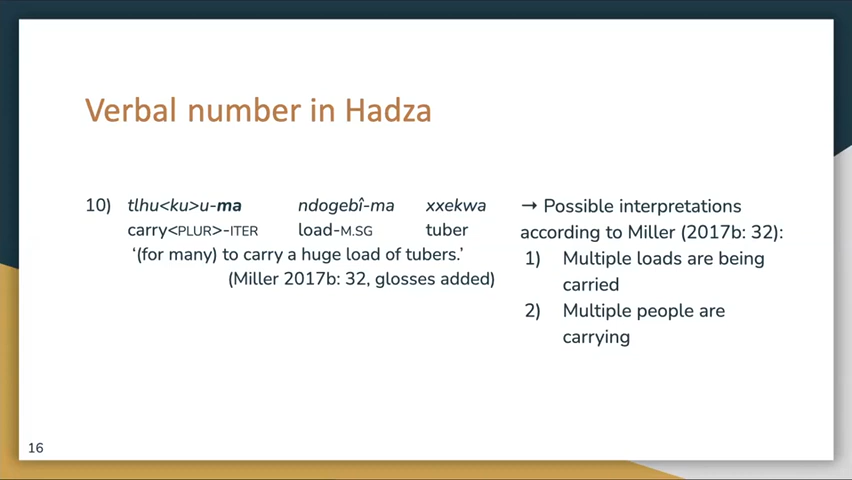 Verbal number in Hadza
10) tlhu<ku>u-ma ndogebî-ma xxekwa
carry<PLUR>-ITER load-M.SG tuber
‘(for many) to carry a huge load of tubers.’
(Miller 2017b: 32, glosses added)
→ Possible interpretations
according to Miller (2017b: 32):
1) Multiple loads are being
carried
2) Multiple people are
carrying
16